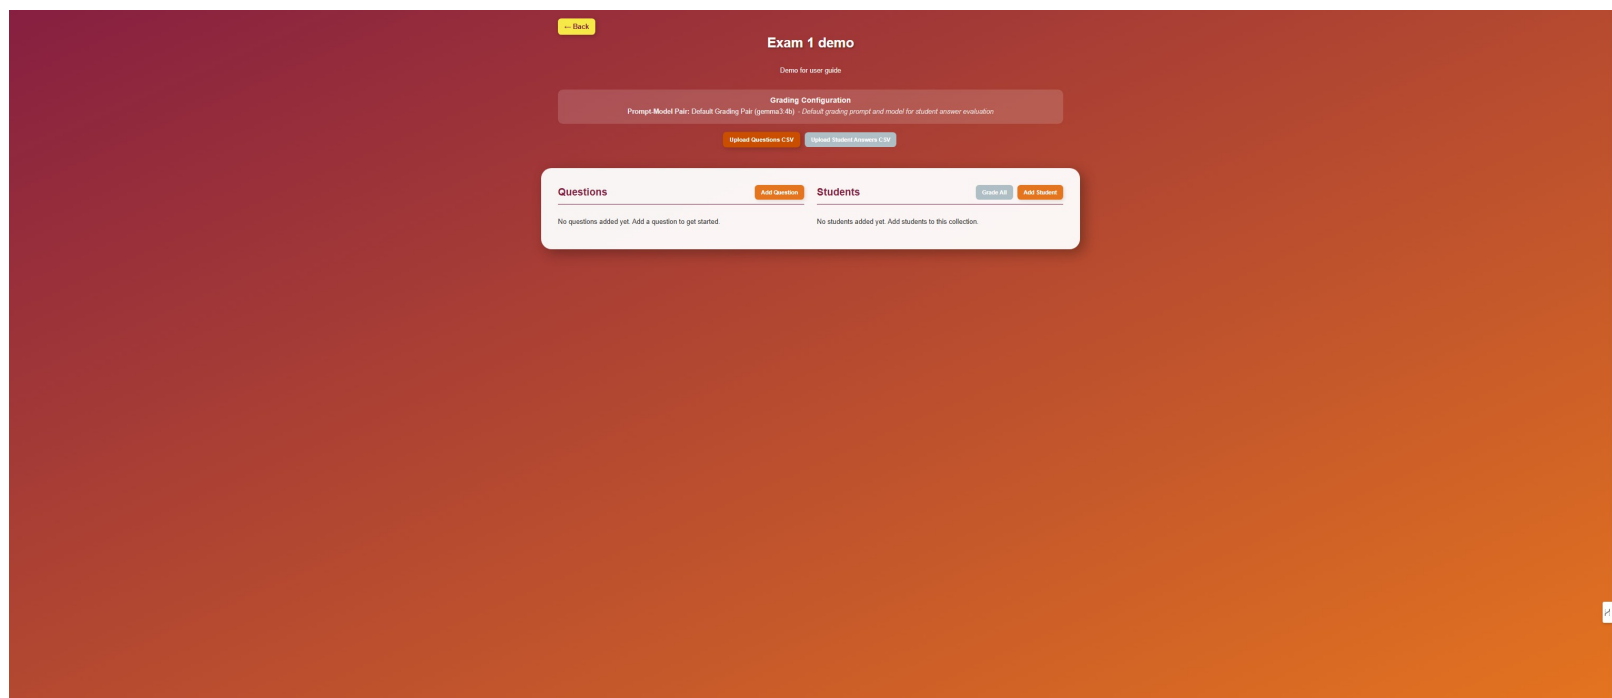 ← Back
Exam 1 demo
Demo for user guide
Grading Configuration
Prompt-Model Pair: Default Grading Pair (gemma3:4b) - Default grading prompt and model for student answer evaluation
Upload Questions CSV
Upload Student Answers CSV
Questions
Add Question
No questions added yet. Add a question to get started.
Students
Grade All
Add Student
No students added yet. Add students to this collection.